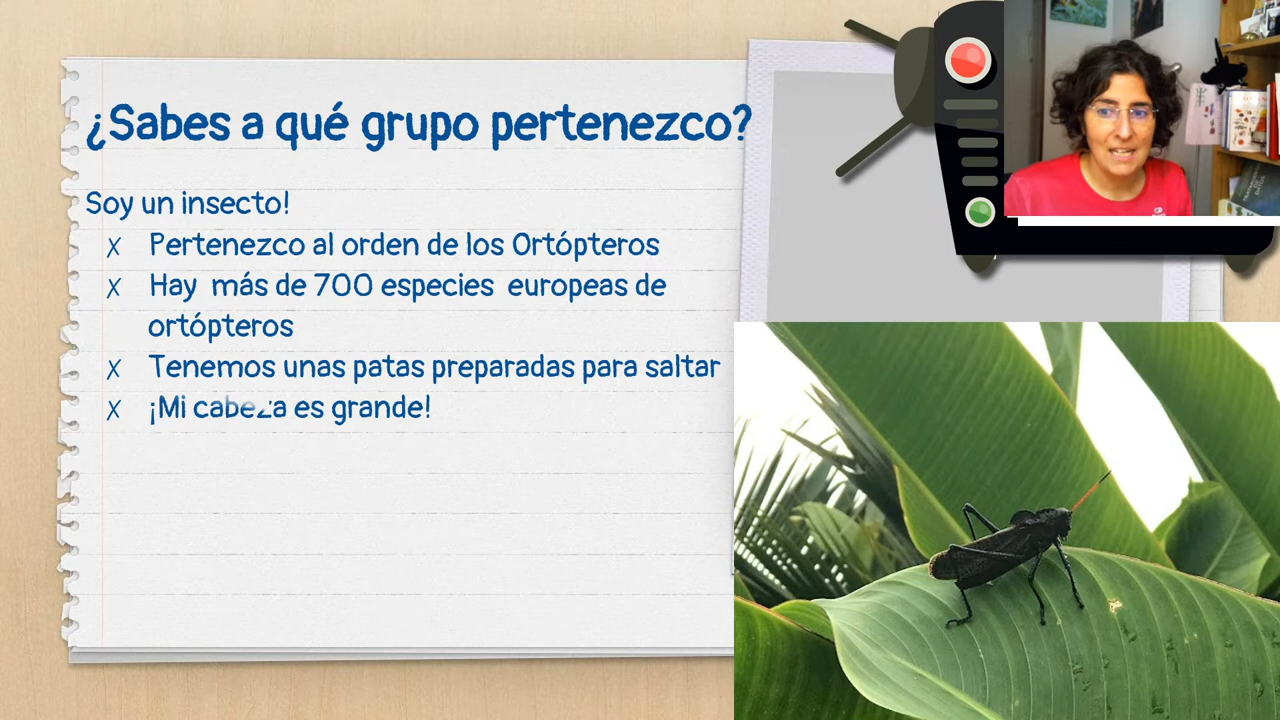 ¿Sabes a qué grupo pertenezco?
Soy un insecto!
x Pertenezco al orden de los Ortópteros
x Hay más de 700 especies europeas de
ortópteros
x Tenemos unas patas preparadas para saltar
x ¡Mi cabeza es grande!